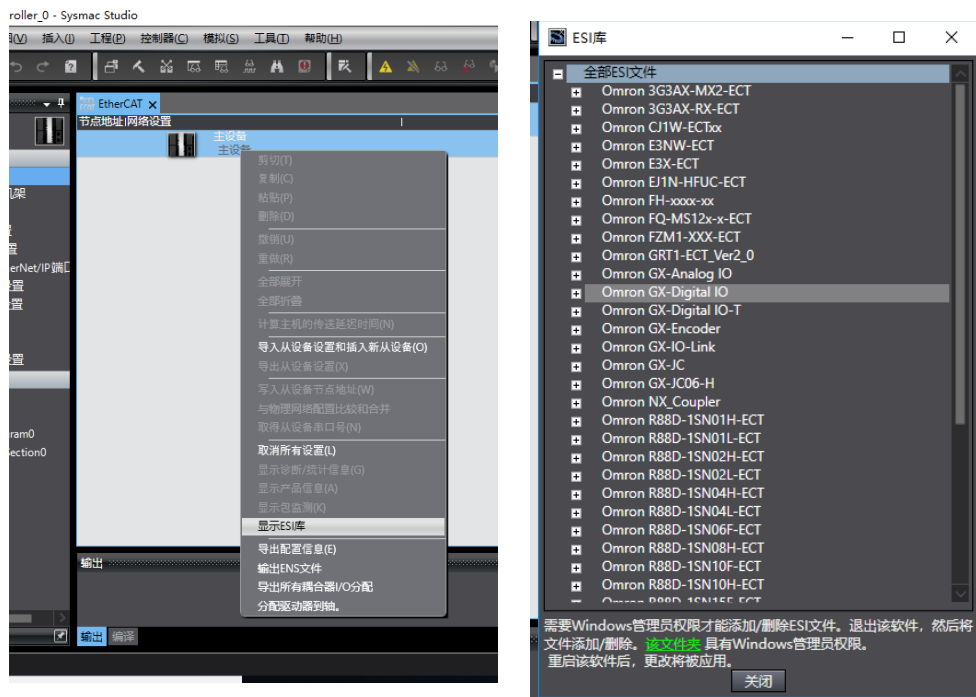 roller_0 - Sysmac Studio
(V) 插入(I) 工程(P) 控制器(C) 模拟(S) 工具(T) 帮助(H)
EtherCAT
节点地址|网络设置
主设备
主设备
机架
置
置
erNet/IP端口
置
置
设置
ram0
ection0
剪切(T)
复制(C)
粘贴(P)
删除(D)
撤销(U)
重做(R)
全部展开
全部折叠
计算主机的传送延迟时间(N)
导入从设备设置和插入新从设备(O)
导出从设备设置(X)
写入从设备节点地址(W)
与物理网络配置比较和合并
取得从设备串口号(N)
取消所有设置(L)
显示诊断/统计信息(G)
显示产品信息(A)
显示包监测(K)
显示ESI库
导出配置信息(E)
输出ENS文件
导出所有耦合器I/O分配
分配驱动器到轴。
输出
输出 编译
ESI库
全部ESI文件
Omron 3G3AX-MX2-ECT
Omron 3G3AX-RX-ECT
Omron CJ1W-ECTxx
Omron E3NW-ECT
Omron E3X-ECT
Omron EJ1N-HFUC-ECT
Omron FH-xxxx-xx
Omron FQ-MS12x-x-ECT
Omron FZM1-XXX-ECT
Omron GRT1-ECT_Ver2_0
Omron GX-Analog IO
Omron GX-Digital IO
Omron GX-Digital IO-T
Omron GX-Encoder
Omron GX-IO-Link
Omron GX-JC
Omron GX-JC06-H
Omron NX_Coupler
Omron R88D-1SN01H-ECT
Omron R88D-1SN01L-ECT
Omron R88D-1SN02H-ECT
Omron R88D-1SN02L-ECT
Omron R88D-1SN04H-ECT
Omron R88D-1SN04L-ECT
Omron R88D-1SN06F-ECT
Omron R88D-1SN08H-ECT
Omron R88D-1SN10F-ECT
Omron R88D-1SN10H-ECT
Omron R88D-1SN15F-ECT
需要Windows管理员权限才能添加/删除ESI文件。退出该软件，然后将
文件添加/删除。该文件夹 具有Windows管理员权限。
重启该软件后，更改将被应用。
关闭